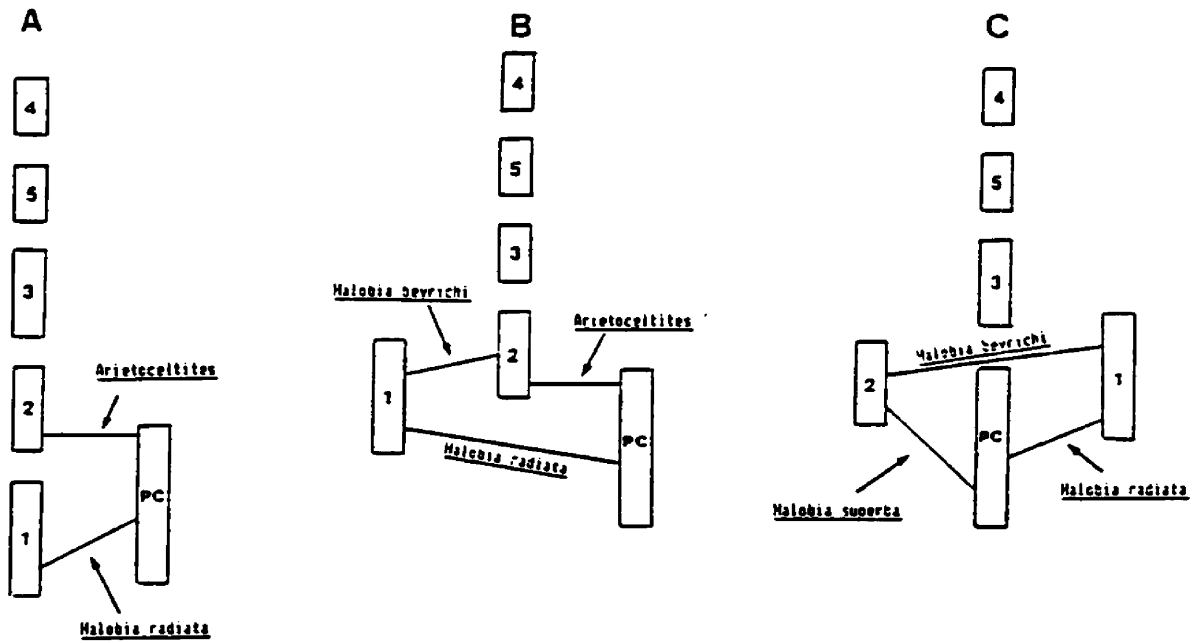 A
4
5
3
2
1
PC
Arietoceltites
Halobia radiata
B
4
5
3
2
1
PC
Halobia beyrichi
Arietoceltites
Halobia radiata
C
4
5
3
2
1
PC
Halobia beyrichi
Halobia superba
Halobia radiata